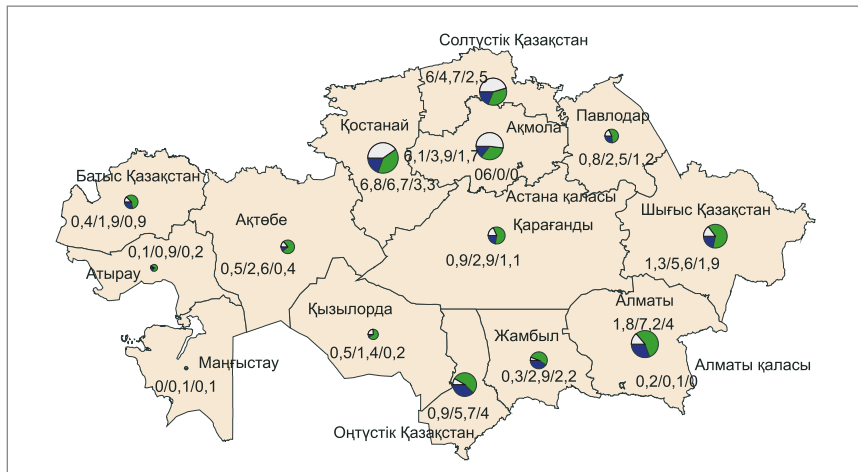 Солтүстік Қазақстан
6/4,7/2,5
Павлодар
Қостанай
Ақмола
6,1/3,9/1,7
0,8/2,5/1,2
06/0/0
6,8/6,7/3,3
Батыс Қазақстан
Астана қаласы
Шығыс Қазақстан
0,4/1,9/0,9
Ақтөбе
Қарағанды
0,1/0,9/0,2
0,9/2,9/1,1
1,3/5,6/1,9
Атырау
0,5/2,6/0,4
Қызылорда
Алматы
1,8/7,2/4
Жамбыл
0,5/1,4/0,2
Маңғыстау
Алматы қаласы
0,3/2,9/2,2
0/0,1/0,1
0,2/0,1/0
0,9/5,7/4
Оңтүстік Қазақстан